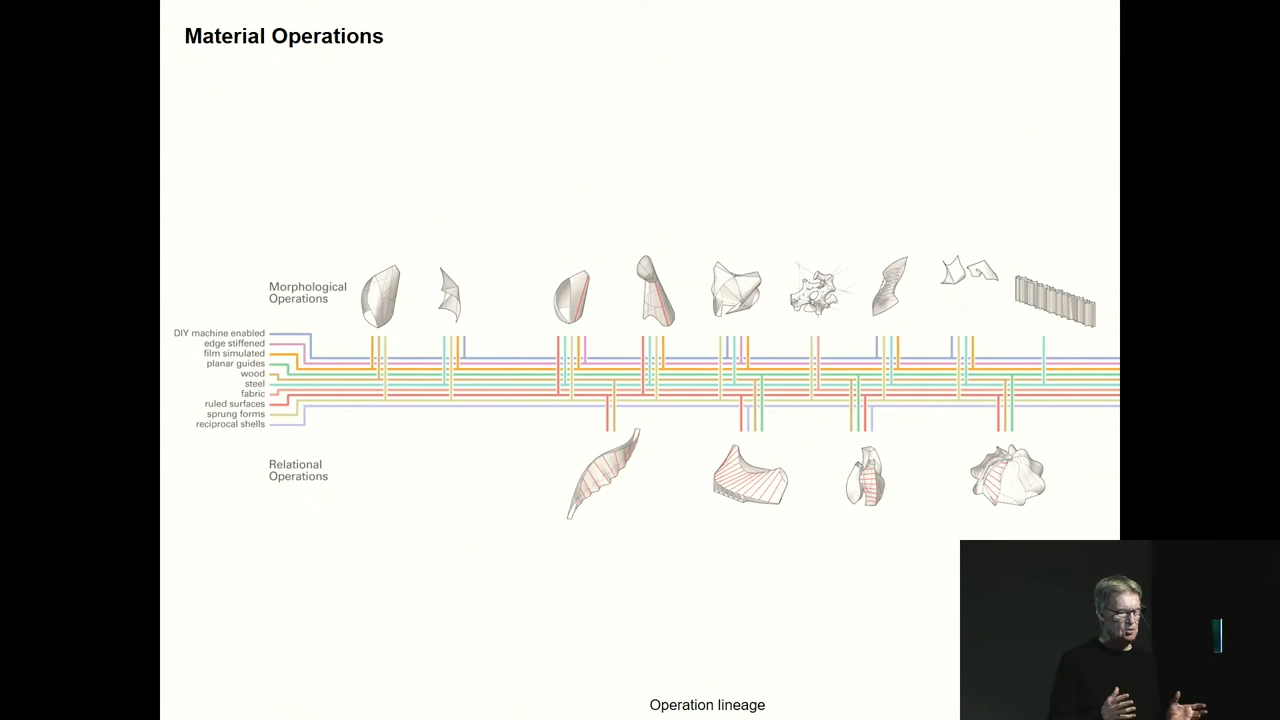 Material Operations
Morphological
Operations
DIY machine enabled
edge stiffened
film simulated
planar guides
wood
steel
fabric
ruled surfaces
sprung forms
reciprocal shells
Relational
Operations
Operation lineage